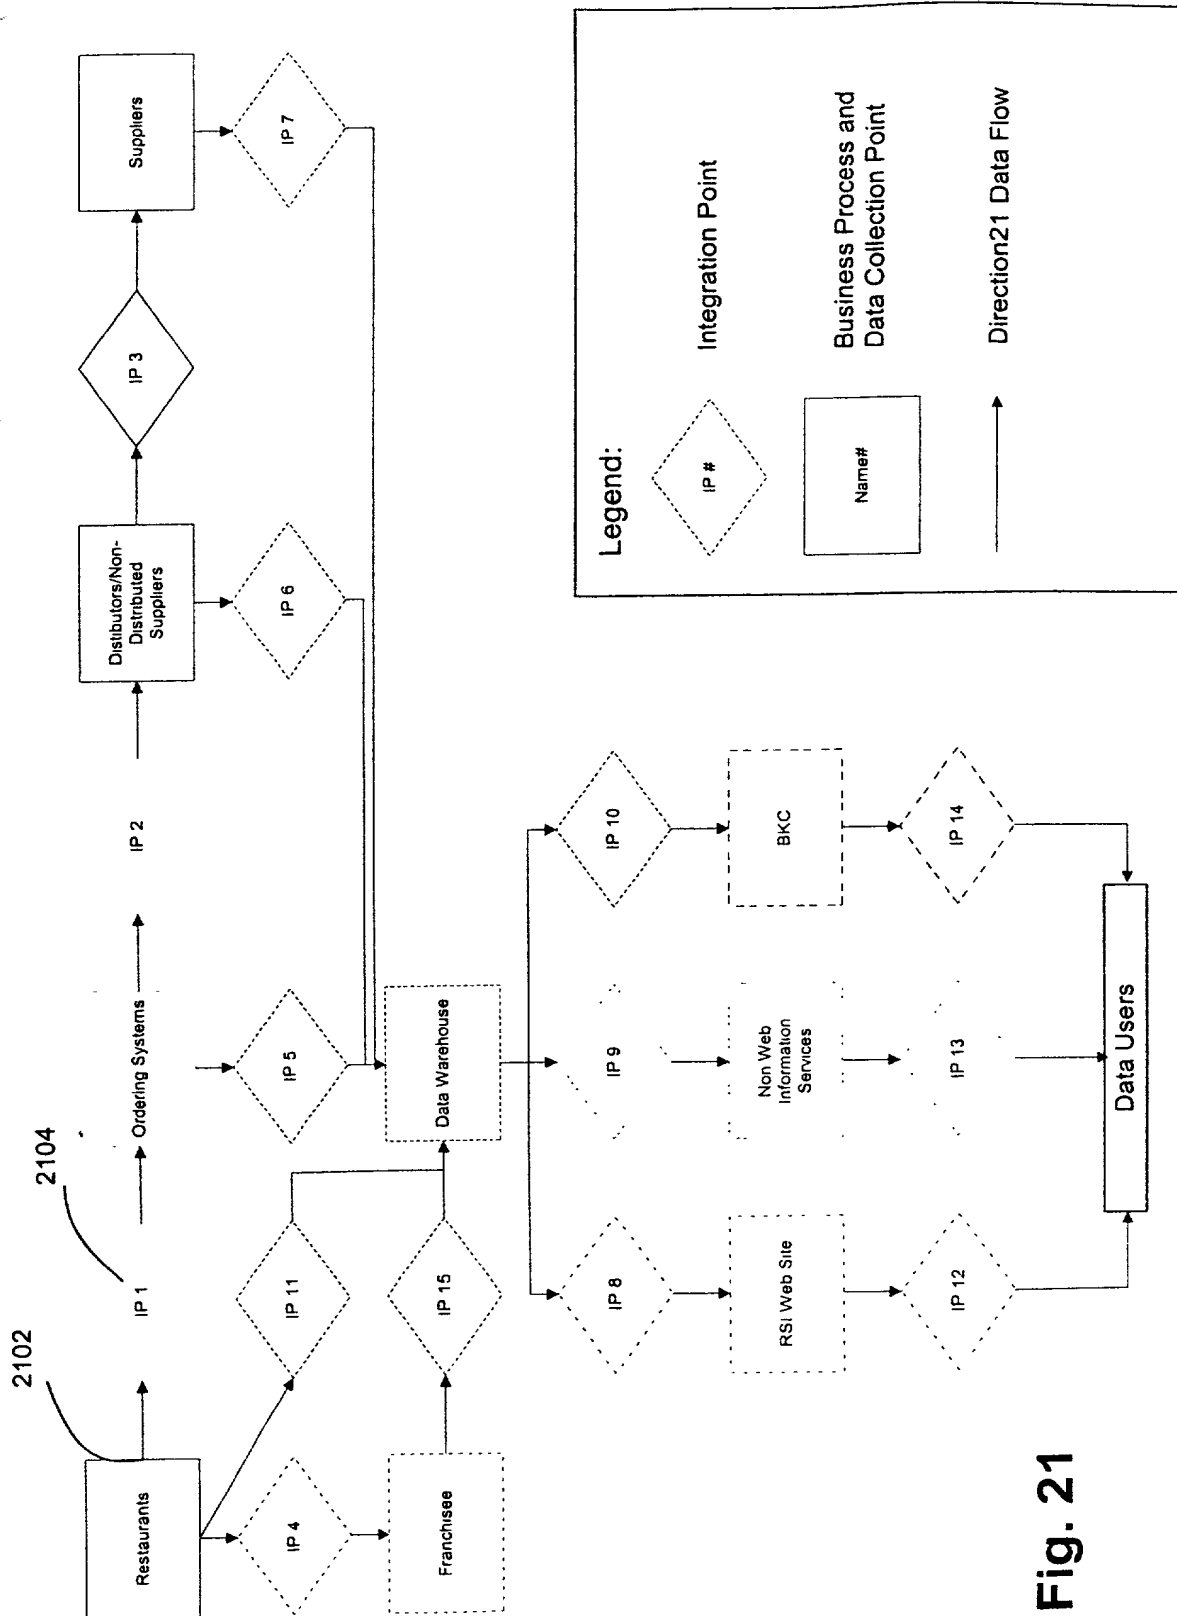 2102
2104
Restaurants
IP 1
Ordering Systems
IP 2
Distibutors/Non-
Distributed
Suppliers
IP 3
Suppliers
IP 4
IP 11
IP 5
IP 6
IP 7
Franchisee
IP 15
Data Warehouse
IP 8
IP 9
IP 10
RSI Web Site
Non Web
Information
Services
BKC
IP 12
IP 13
IP 14
Data Users
Legend:
IP #
Integration Point
Name#
Business Process and
Data Collection Point
Direction21 Data Flow
Fig. 21